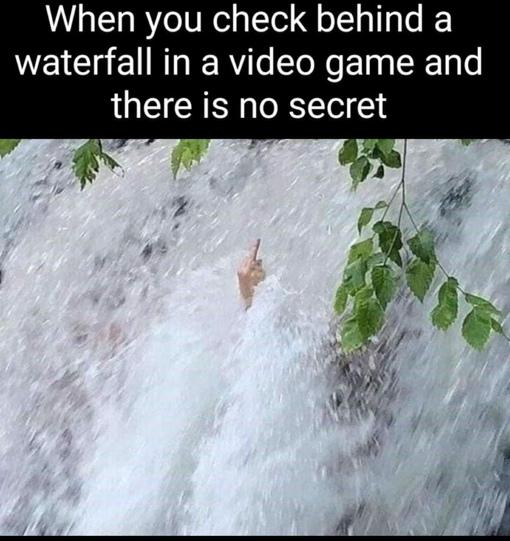 When you check behind a
waterfall in a video game and
there is no secret